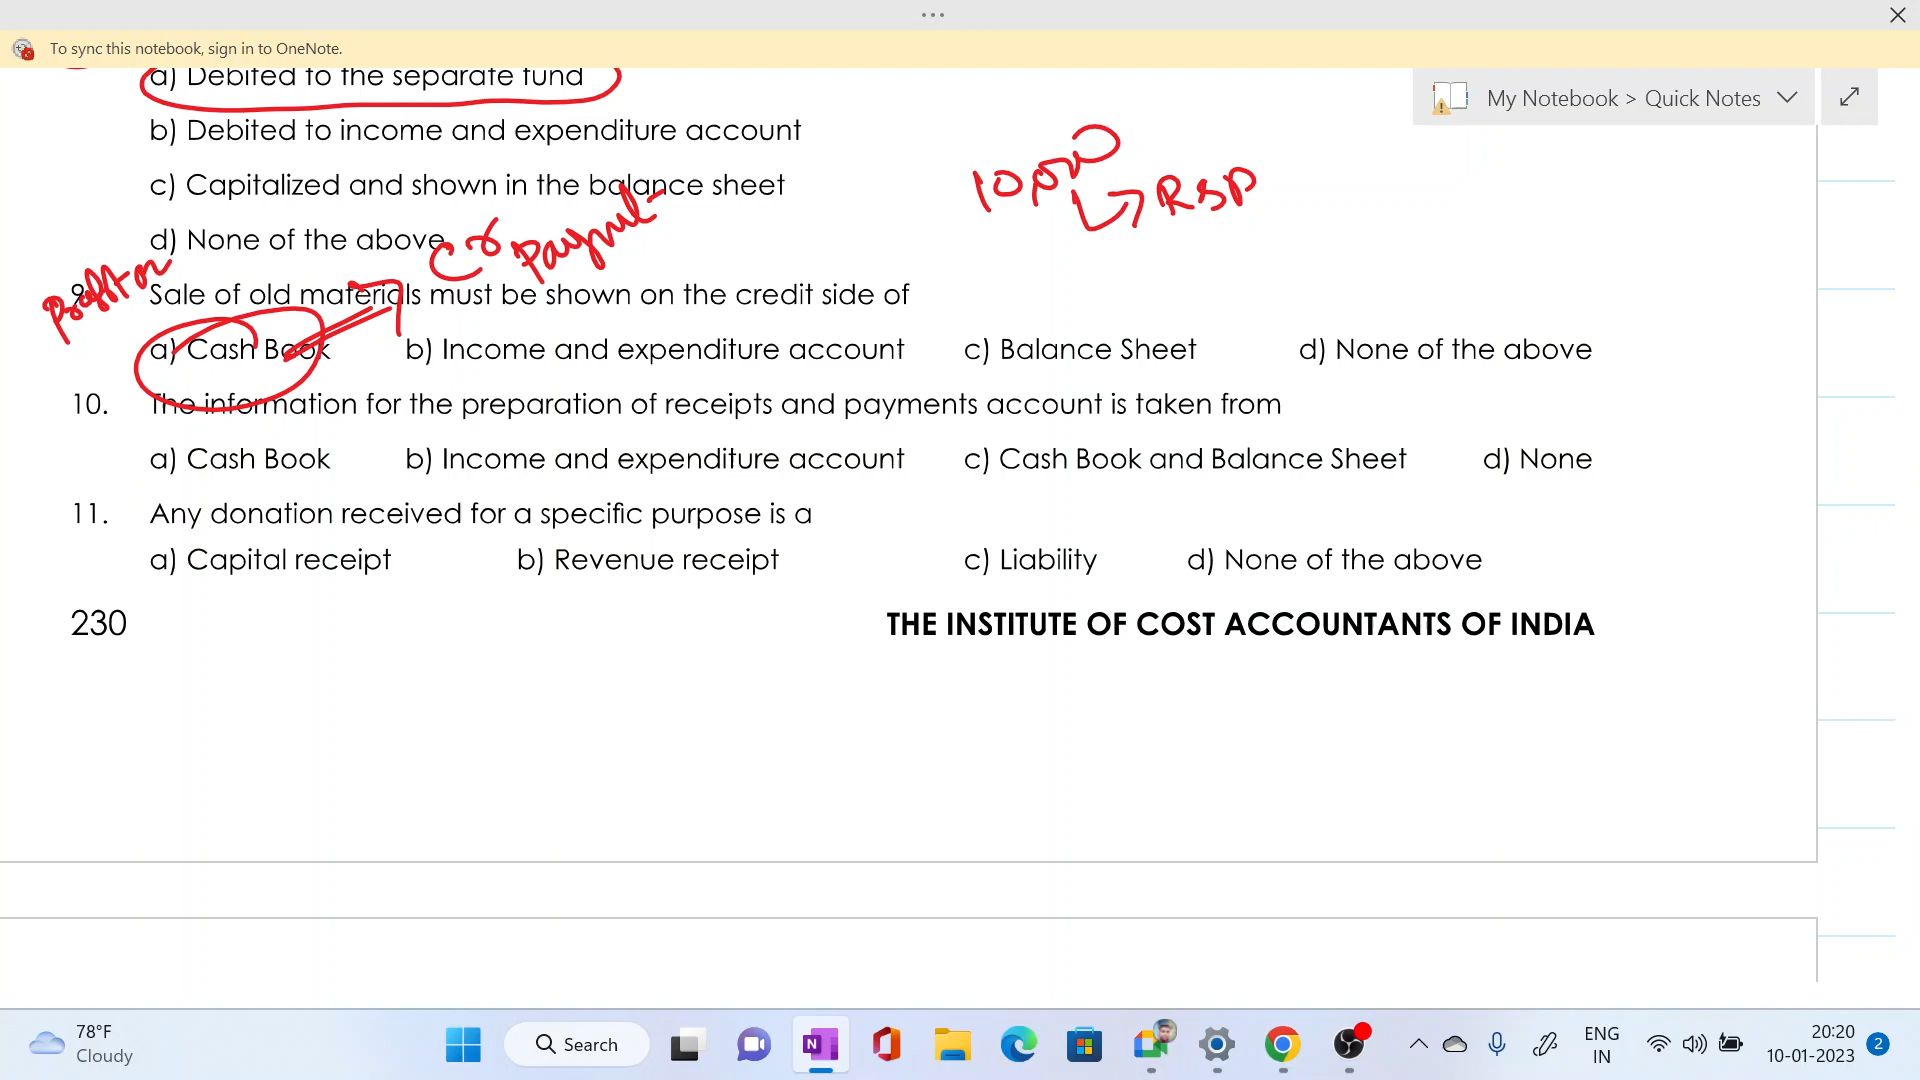 To sync this notebook, sign in to OneNote.
My Notebook > Quick Notes
a) Debited to the separate fund
b) Debited to income and expenditure account
c) Capitalized and shown in the balance sheet
d) None of the above
10,000
R&P
Cr
Payment
Profit on
9. Sale of old materials must be shown on the credit side of
a) Cash Book b) Income and expenditure account c) Balance Sheet d) None of the above
10. The information for the preparation of receipts and payments account is taken from
a) Cash Book b) Income and expenditure account c) Cash Book and Balance Sheet d) None
11. Any donation received for a specific purpose is a
a) Capital receipt b) Revenue receipt c) Liability d) None of the above
230 THE INSTITUTE OF COST ACCOUNTANTS OF INDIA
78°F
Cloudy
Search
ENG
IN
20:20
10-01-2023
2